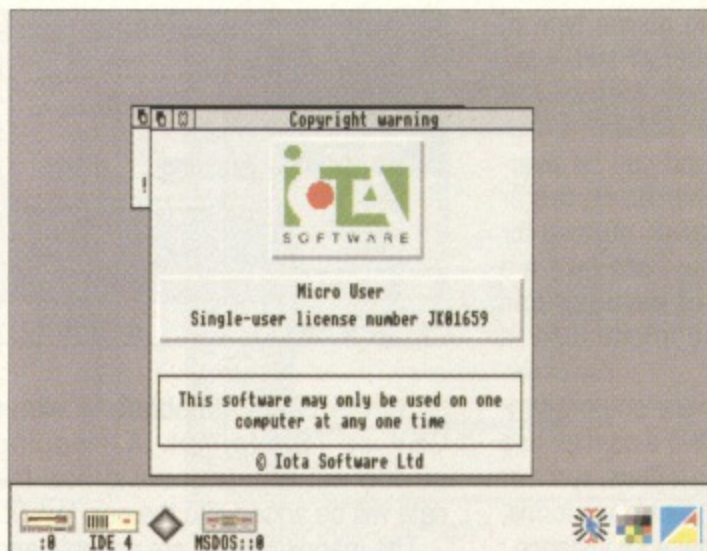 Copyright warning
iOTA
SOFTWARE
Micro User
Single-user license number JK01659
This software may only be used on one
computer at any one time
© Iota Software Ltd
:0
IDE 4
MSDOS::0